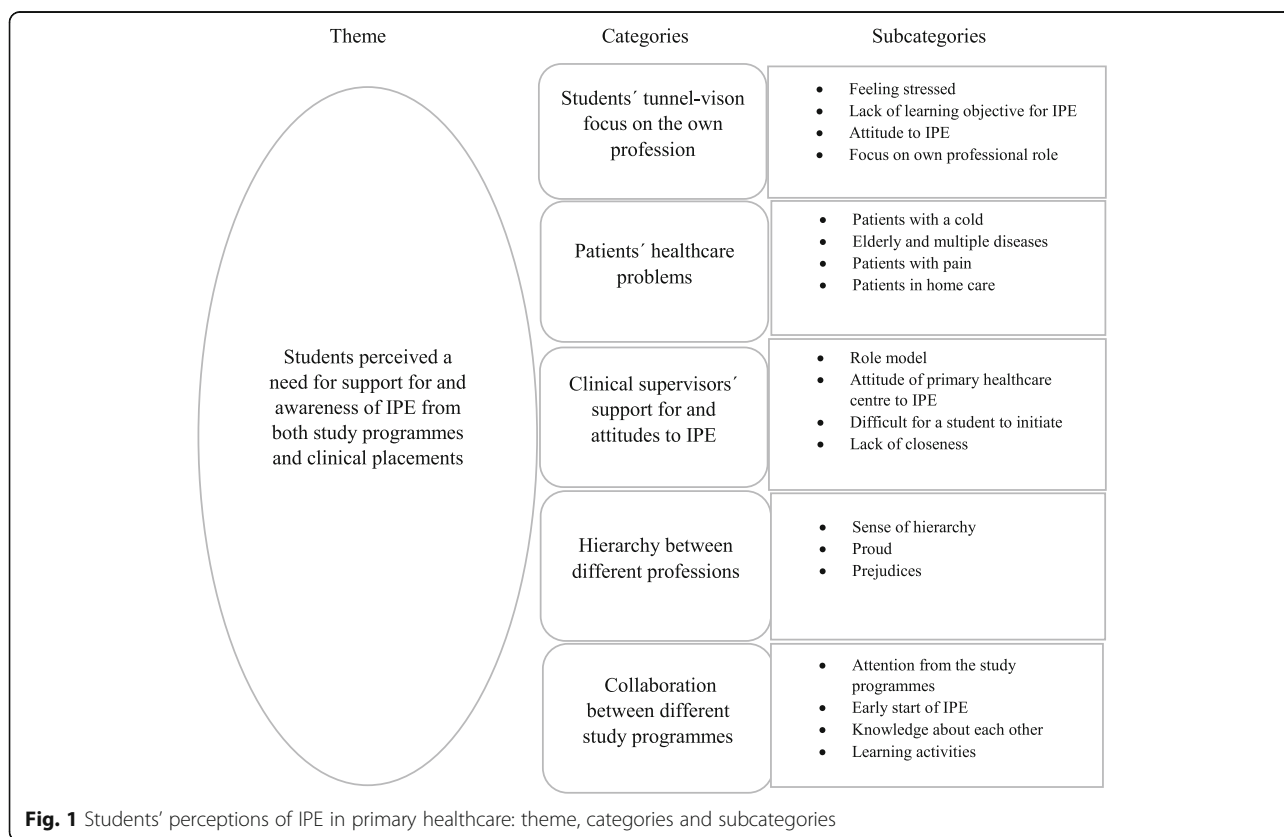 Theme
Categories
Subcategories
Students´ tunnel-vison
focus on the own
profession
• Feeling stressed
• Lack of learning objective for IPE
• Attitude to IPE
• Focus on own professional role
Patients´ healthcare
problems
• Patients with a cold
• Elderly and multiple diseases
• Patients with pain
• Patients in home care
Students perceived a
need for support for and
awareness of IPE from
both study programmes
and clinical placements
Clinical supervisors´
support for and
attitudes to IPE
• Role model
• Attitude of primary healthcare
centre to IPE
• Difficult for a student to initiate
• Lack of closeness
Hierarchy between
different professions
• Sense of hierarchy
• Proud
• Prejudices
Collaboration
between different
study programmes
• Attention from the study
programmes
• Early start of IPE
• Knowledge about each other
• Learning activities
Fig. 1 Students’ perceptions of IPE in primary healthcare: theme, categories and subcategories